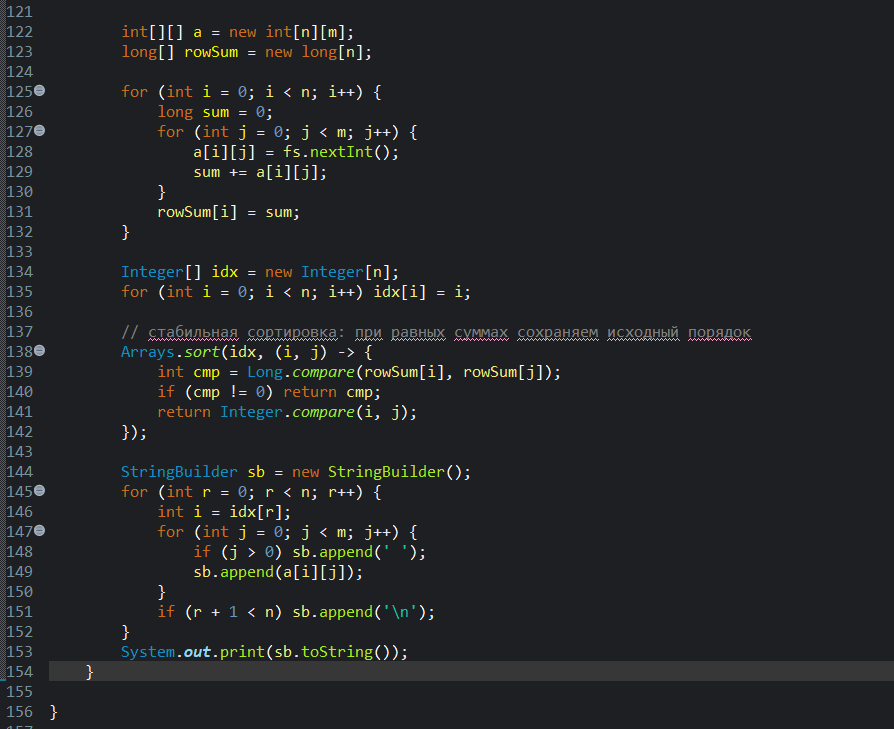 121
122         int[][] a = new int[n][m];
123         long[] rowSum = new long[n];
124
125         for (int i = 0; i < n; i++) {
126             long sum = 0;
127             for (int j = 0; j < m; j++) {
128                 a[i][j] = fs.nextInt();
129                 sum += a[i][j];
130             }
131             rowSum[i] = sum;
132         }
133
134         Integer[] idx = new Integer[n];
135         for (int i = 0; i < n; i++) idx[i] = i;
136
137         // стабильная сортировка: при равных суммах сохраняем исходный порядок
138         Arrays.sort(idx, (i, j) -> {
139             int cmp = Long.compare(rowSum[i], rowSum[j]);
140             if (cmp != 0) return cmp;
141             return Integer.compare(i, j);
142         });
143
144         StringBuilder sb = new StringBuilder();
145         for (int r = 0; r < n; r++) {
146             int i = idx[r];
147             for (int j = 0; j < m; j++) {
148                 if (j > 0) sb.append(' ');
149                 sb.append(a[i][j]);
150             }
151             if (r + 1 < n) sb.append('\n');
152         }
153         System.out.print(sb.toString());
154     }
155
156 }